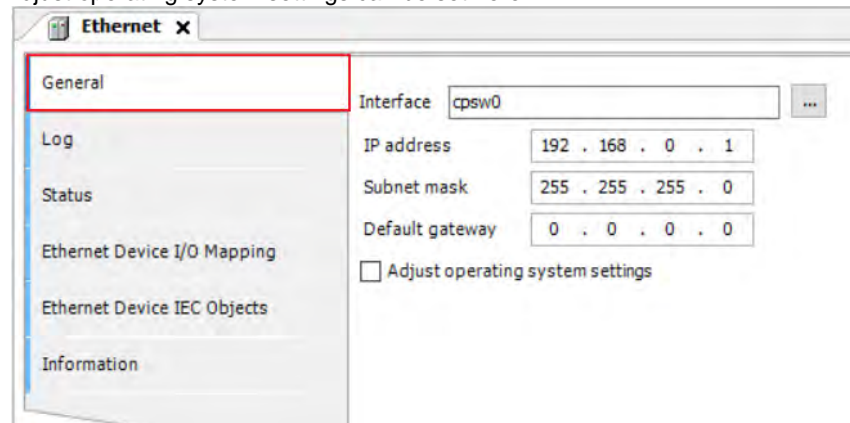 Ethernet x
General
Log
Status
Ethernet Device I/O Mapping
Ethernet Device IEC Objects
Information
Interface cpsw0 ...
IP address 192 . 168 . 0 . 1
Subnet mask 255 . 255 . 255 . 0
Default gateway 0 . 0 . 0 . 0
Adjust operating system settings